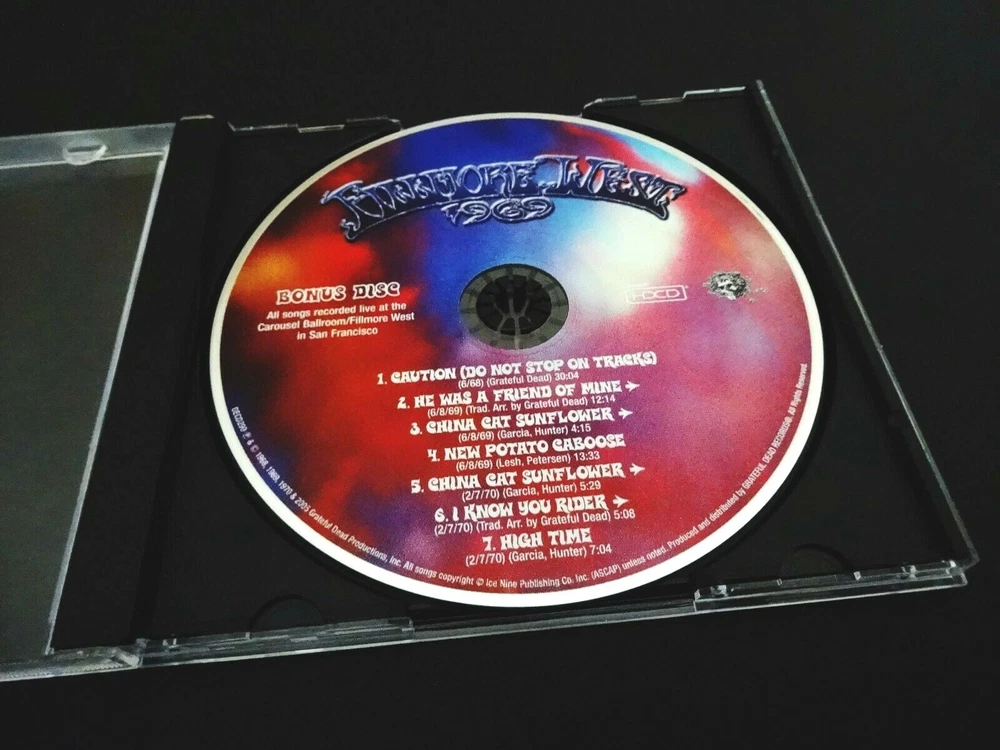 FILLMORE WEST
1969
BONUS DISC
All songs recorded live at the
Carousel Ballroom/Fillmore West
in San Francisco
HDCD
1. CAUTION (DO NOT STOP ON TRACKS)
(6/68) (Grateful Dead) 30:04
2. HE WAS A FRIEND OF MINE →
(6/8/69) (Trad. Arr. by Grateful Dead) 12:14
3. CHINA CAT SUNFLOWER →
(6/8/69) (Garcia, Hunter) 4:15
4. NEW POTATO CABOOSE
(6/8/69) (Lesh, Petersen) 13:33
5. CHINA CAT SUNFLOWER →
(2/7/70) (Garcia, Hunter) 5:29
6. I KNOW YOU RIDER →
(2/7/70) (Trad. Arr. by Grateful Dead) 5:08
7. HIGH TIME
(2/7/70) (Garcia, Hunter) 7:04
℗ & © 1968, 1969, 1970 & 2005 Grateful Dead Productions, Inc. All songs copyright © Ice Nine Publishing Co. Inc. (ASCAP) unless noted. Produced and distributed by GRATEFUL DEAD RECORDS®. All Rights Reserved